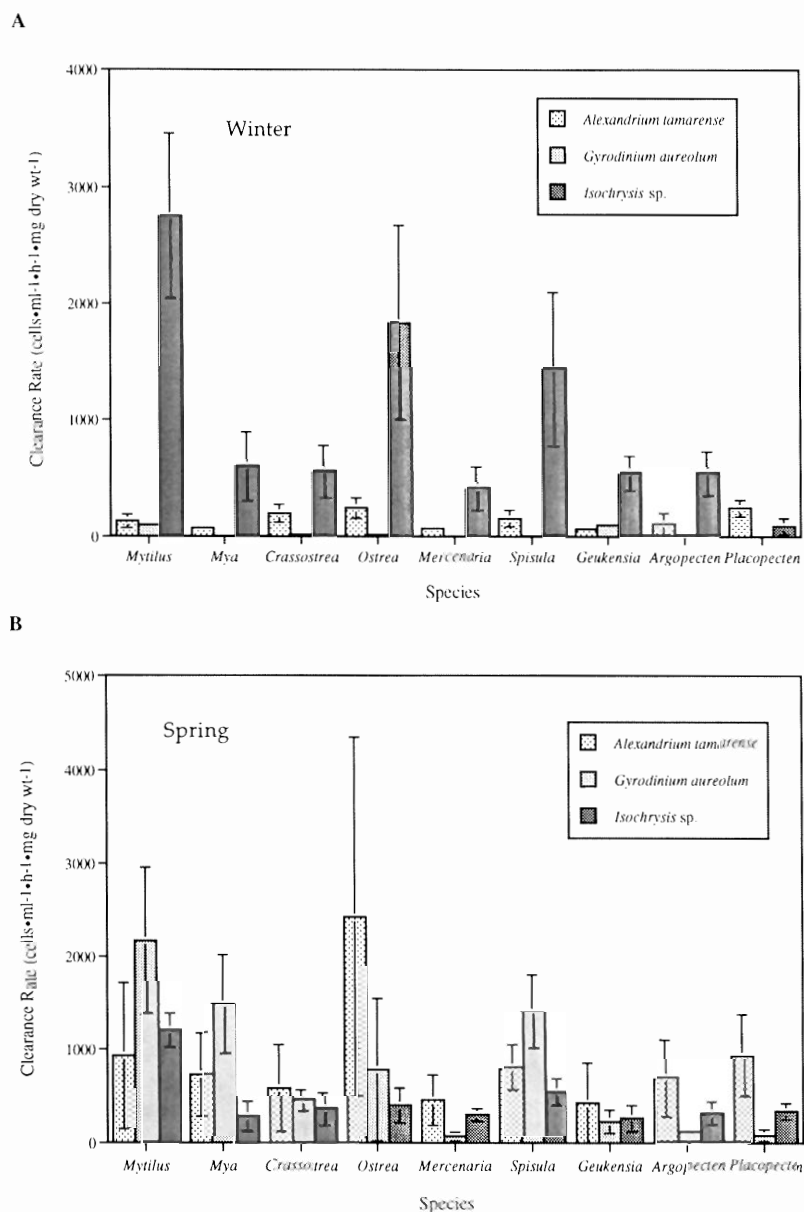 A
4000
3000
2000
1000
0
Clearance Rate (cells•ml-1•h-1•mg dry wt-1)
Winter
Alexandrium tamarense
Gyrodinium aureolum
Isochrysis sp.
Mytilus Mya Crassostrea Ostrea Mercenaria Spisula Geukensia Argopecten Placopecten
Species
B
5000
4000
3000
2000
1000
0
Clearance Rate (cells•ml-1•h-1•mg dry wt-1)
Spring
Alexandrium tamarense
Gyrodinium aureolum
Isochrysis sp.
Mytilus Mya Crassostrea Ostrea Mercenaria Spisula Geukensia Argopecten Placopecten
Species